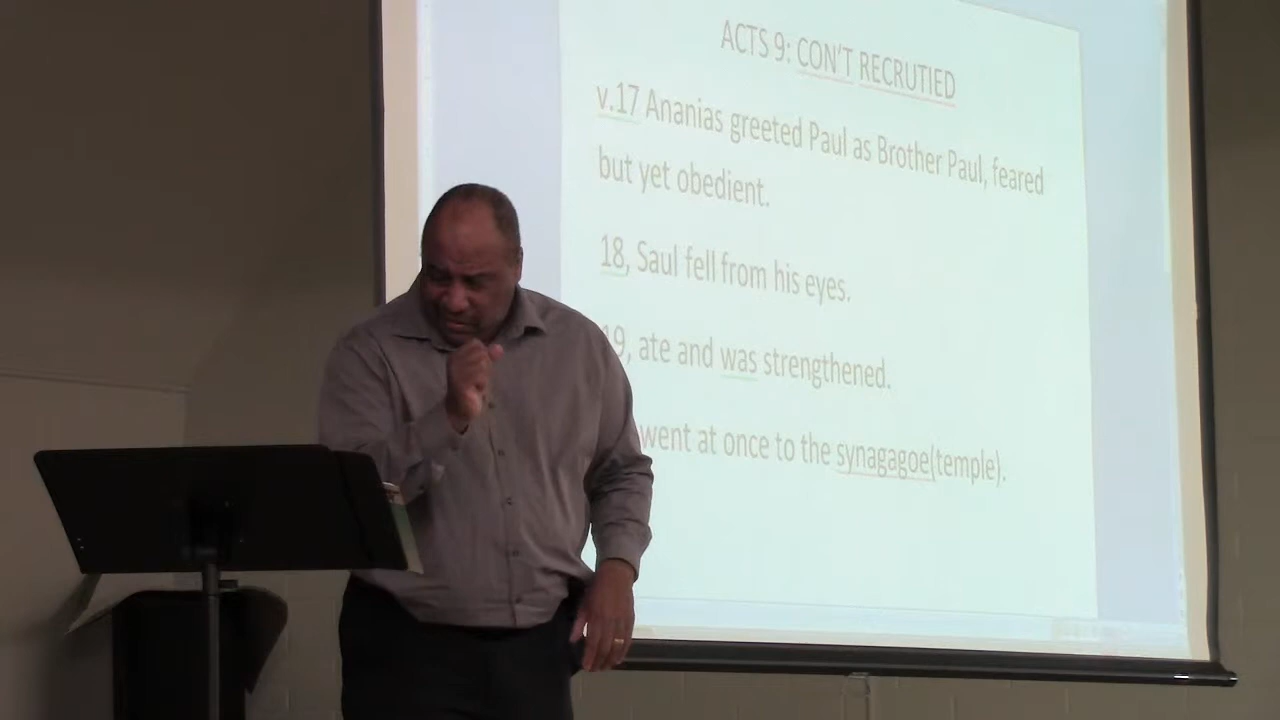 ACTS 9: CON'T RECRUTIED
v.17 Ananias greeted Paul as Brother Paul, feared
but yet obedient.
18, Saul fell from his eyes.
19, ate and was strengthened.
went at once to the synagagoe(temple).